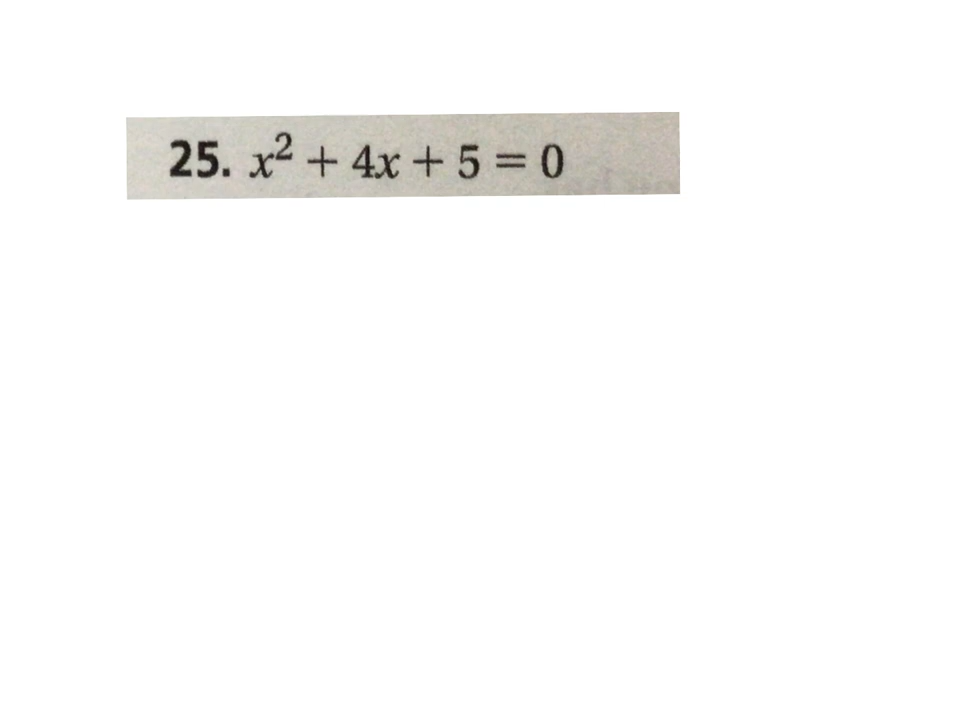 25. x² + 4x + 5 = 0